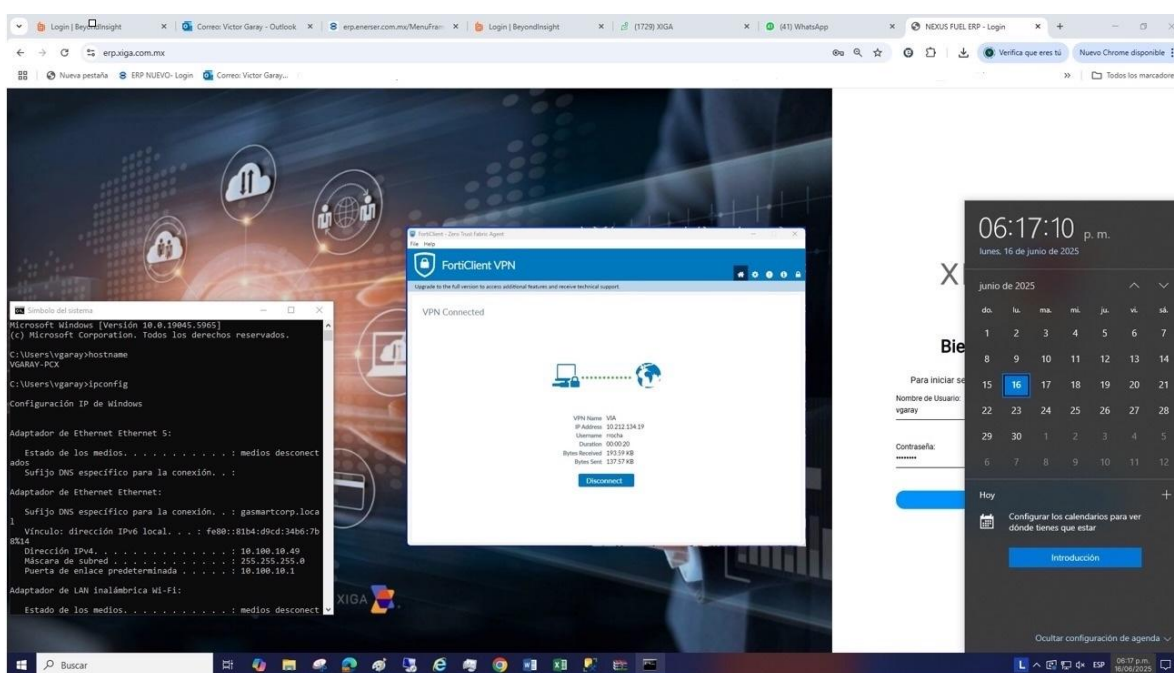 Login | BeyondInsight
Correo: Victor Garay - Outlook
erp.enerser.com.mx/MenuFram
Login | BeyondInsight
(1729) XIGA
(41) WhatsApp
NEXUS FUEL ERP - Login
erp.xiga.com.mx
Verifica que eres tú
Nuevo Chrome disponible
Nueva pestaña
ERP NUEVO- Login
Correo: Victor Garay...
»
Todos los marcadore
Símbolo del sistema
Microsoft Windows [Versión 10.0.19045.5965]
(c) Microsoft Corporation. Todos los derechos reservados.
C:\Users\vgaray>hostname
VGARAY-PCX
C:\Users\vgaray>ipconfig
Configuración IP de Windows
Adaptador de Ethernet Ethernet 5:
Estado de los medios. . . . . . . . . . . : medios desconect
ados
Sufijo DNS específico para la conexión. . :
Adaptador de Ethernet Ethernet:
Sufijo DNS específico para la conexión. . : gasmartcorp.loca
l
Vínculo: dirección IPv6 local. . . : fe80::81b4:d9cd:34b6:7b
8%14
Dirección IPv4. . . . . . . . . . . . . . : 10.100.10.49
Máscara de subred . . . . . . . . . . . . : 255.255.255.0
Puerta de enlace predeterminada . . . . . : 10.100.10.1
Adaptador de LAN inalámbrica Wi-Fi:
Estado de los medios. . . . . . . . . . . : medios desconect
FortiClient - Zero Trust Fabric Agent
File Help
FortiClient VPN
Upgrade to the full version to access additional features and receive technical support.
VPN Connected
VPN Name VIA
IP Address 10.212.134.19
Username rrocha
Duration 00:00:20
Bytes Received 193.59 KB
Bytes Sent 137.57 KB
Disconnect
XIGA
X
Bie
Para iniciar se
Nombre de Usuario:
vgaray
Contraseña:
••••••••
06:17:10 p. m.
lunes, 16 de junio de 2025
junio de 2025
do. lu. ma. mi. ju. vi. sá.
1 2 3 4 5 6 7
8 9 10 11 12 13 14
15 16 17 18 19 20 21
22 23 24 25 26 27 28
29 30 1 2 3 4 5
6 7 8 9 10 11 12
Hoy
Configurar los calendarios para ver
dónde tienes que estar
Introducción
Ocultar configuración de agenda
Buscar
L
ESP
06:17 p.m.
16/06/2025